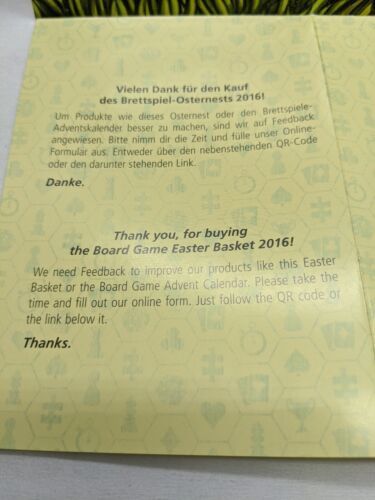 Vielen Dank für den Kauf
des Brettspiel-Osternests 2016!
Um Produkte wie dieses Osternest oder den Brettspiele-
Adventskalender besser zu machen, sind wir auf Feedback
angewiesen. Bitte nimm dir die Zeit und fülle unser Online-
Formular aus. Entweder über den nebenstehenden QR-Code
oder den darunter stehenden Link.
Danke.
Thank you, for buying
the Board Game Easter Basket 2016!
We need Feedback to improve our products like this Easter
Basket or the Board Game Advent Calendar. Please take the
time and fill out our online form. Just follow the QR code or
the link below it.
Thanks.